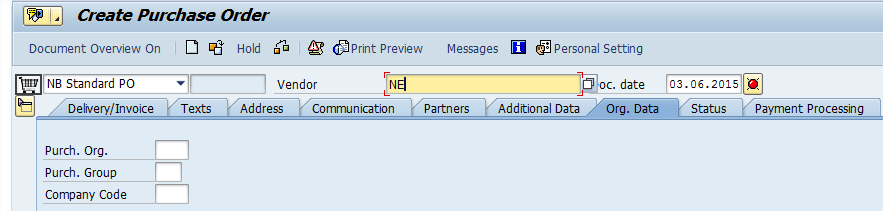 Create Purchase Order
Document Overview On Hold Print Preview Messages Personal Setting
NB Standard PO Vendor NE oc. date 03.06.2015
Delivery/Invoice Texts Address Communication Partners Additional Data Org. Data Status Payment Processing
Purch. Org.
Purch. Group
Company Code